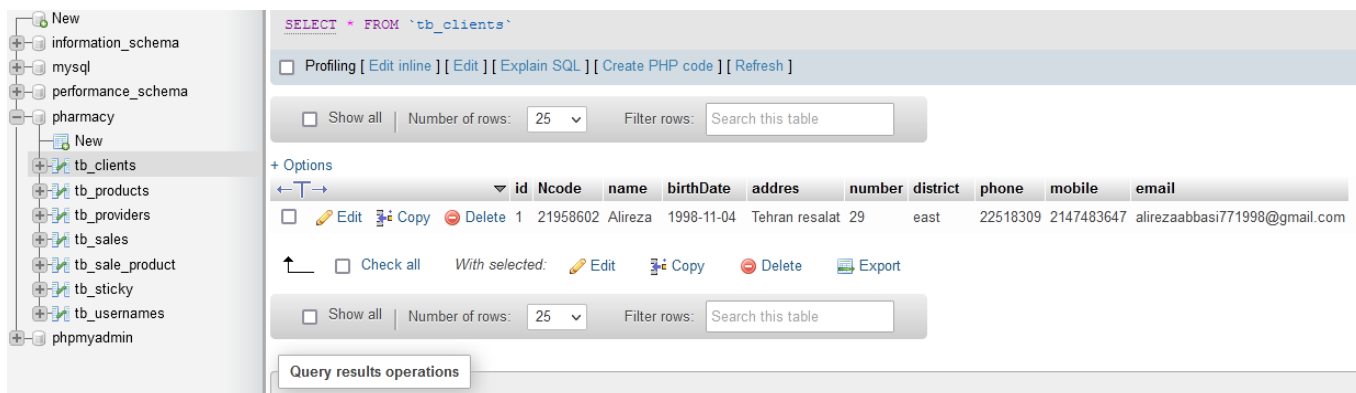 New
information_schema
mysql
performance_schema
pharmacy
New
tb_clients
tb_products
tb_providers
tb_sales
tb_sale_product
tb_sticky
tb_usernames
phpmyadmin
SELECT * FROM `tb_clients`
Profiling [ Edit inline ] [ Edit ] [ Explain SQL ] [ Create PHP code ] [ Refresh ]
Show all | Number of rows: 25 Filter rows: Search this table
+ Options
←T→ ▼ id Ncode name birthDate addres number district phone mobile email
Edit Copy Delete 1 21958602 Alireza 1998-11-04 Tehran resalat 29 east 22518309 2147483647 alirezaabbasi771998@gmail.com
Check all With selected: Edit Copy Delete Export
Show all | Number of rows: 25 Filter rows: Search this table
Query results operations